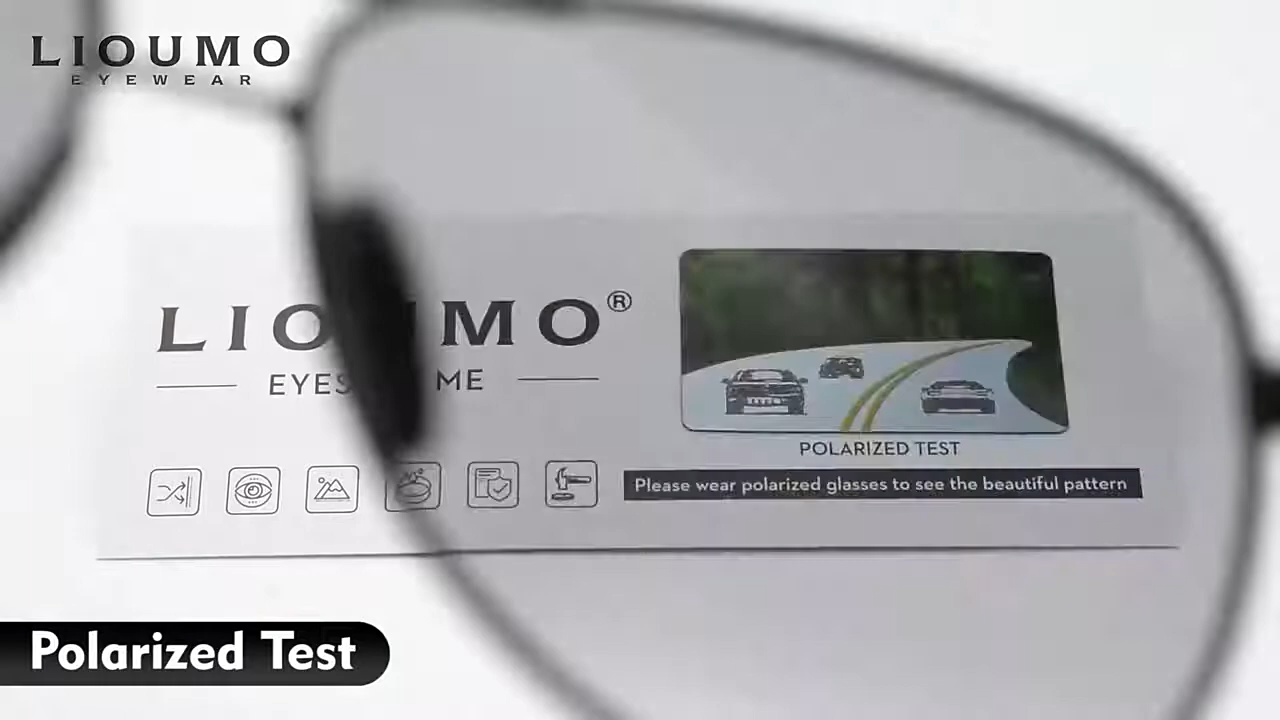 LIOUMO
EYEWEAR
LIO MO®
EYES ME
POLARIZED TEST
Please wear polarized glasses to see the beautiful pattern
Polarized Test